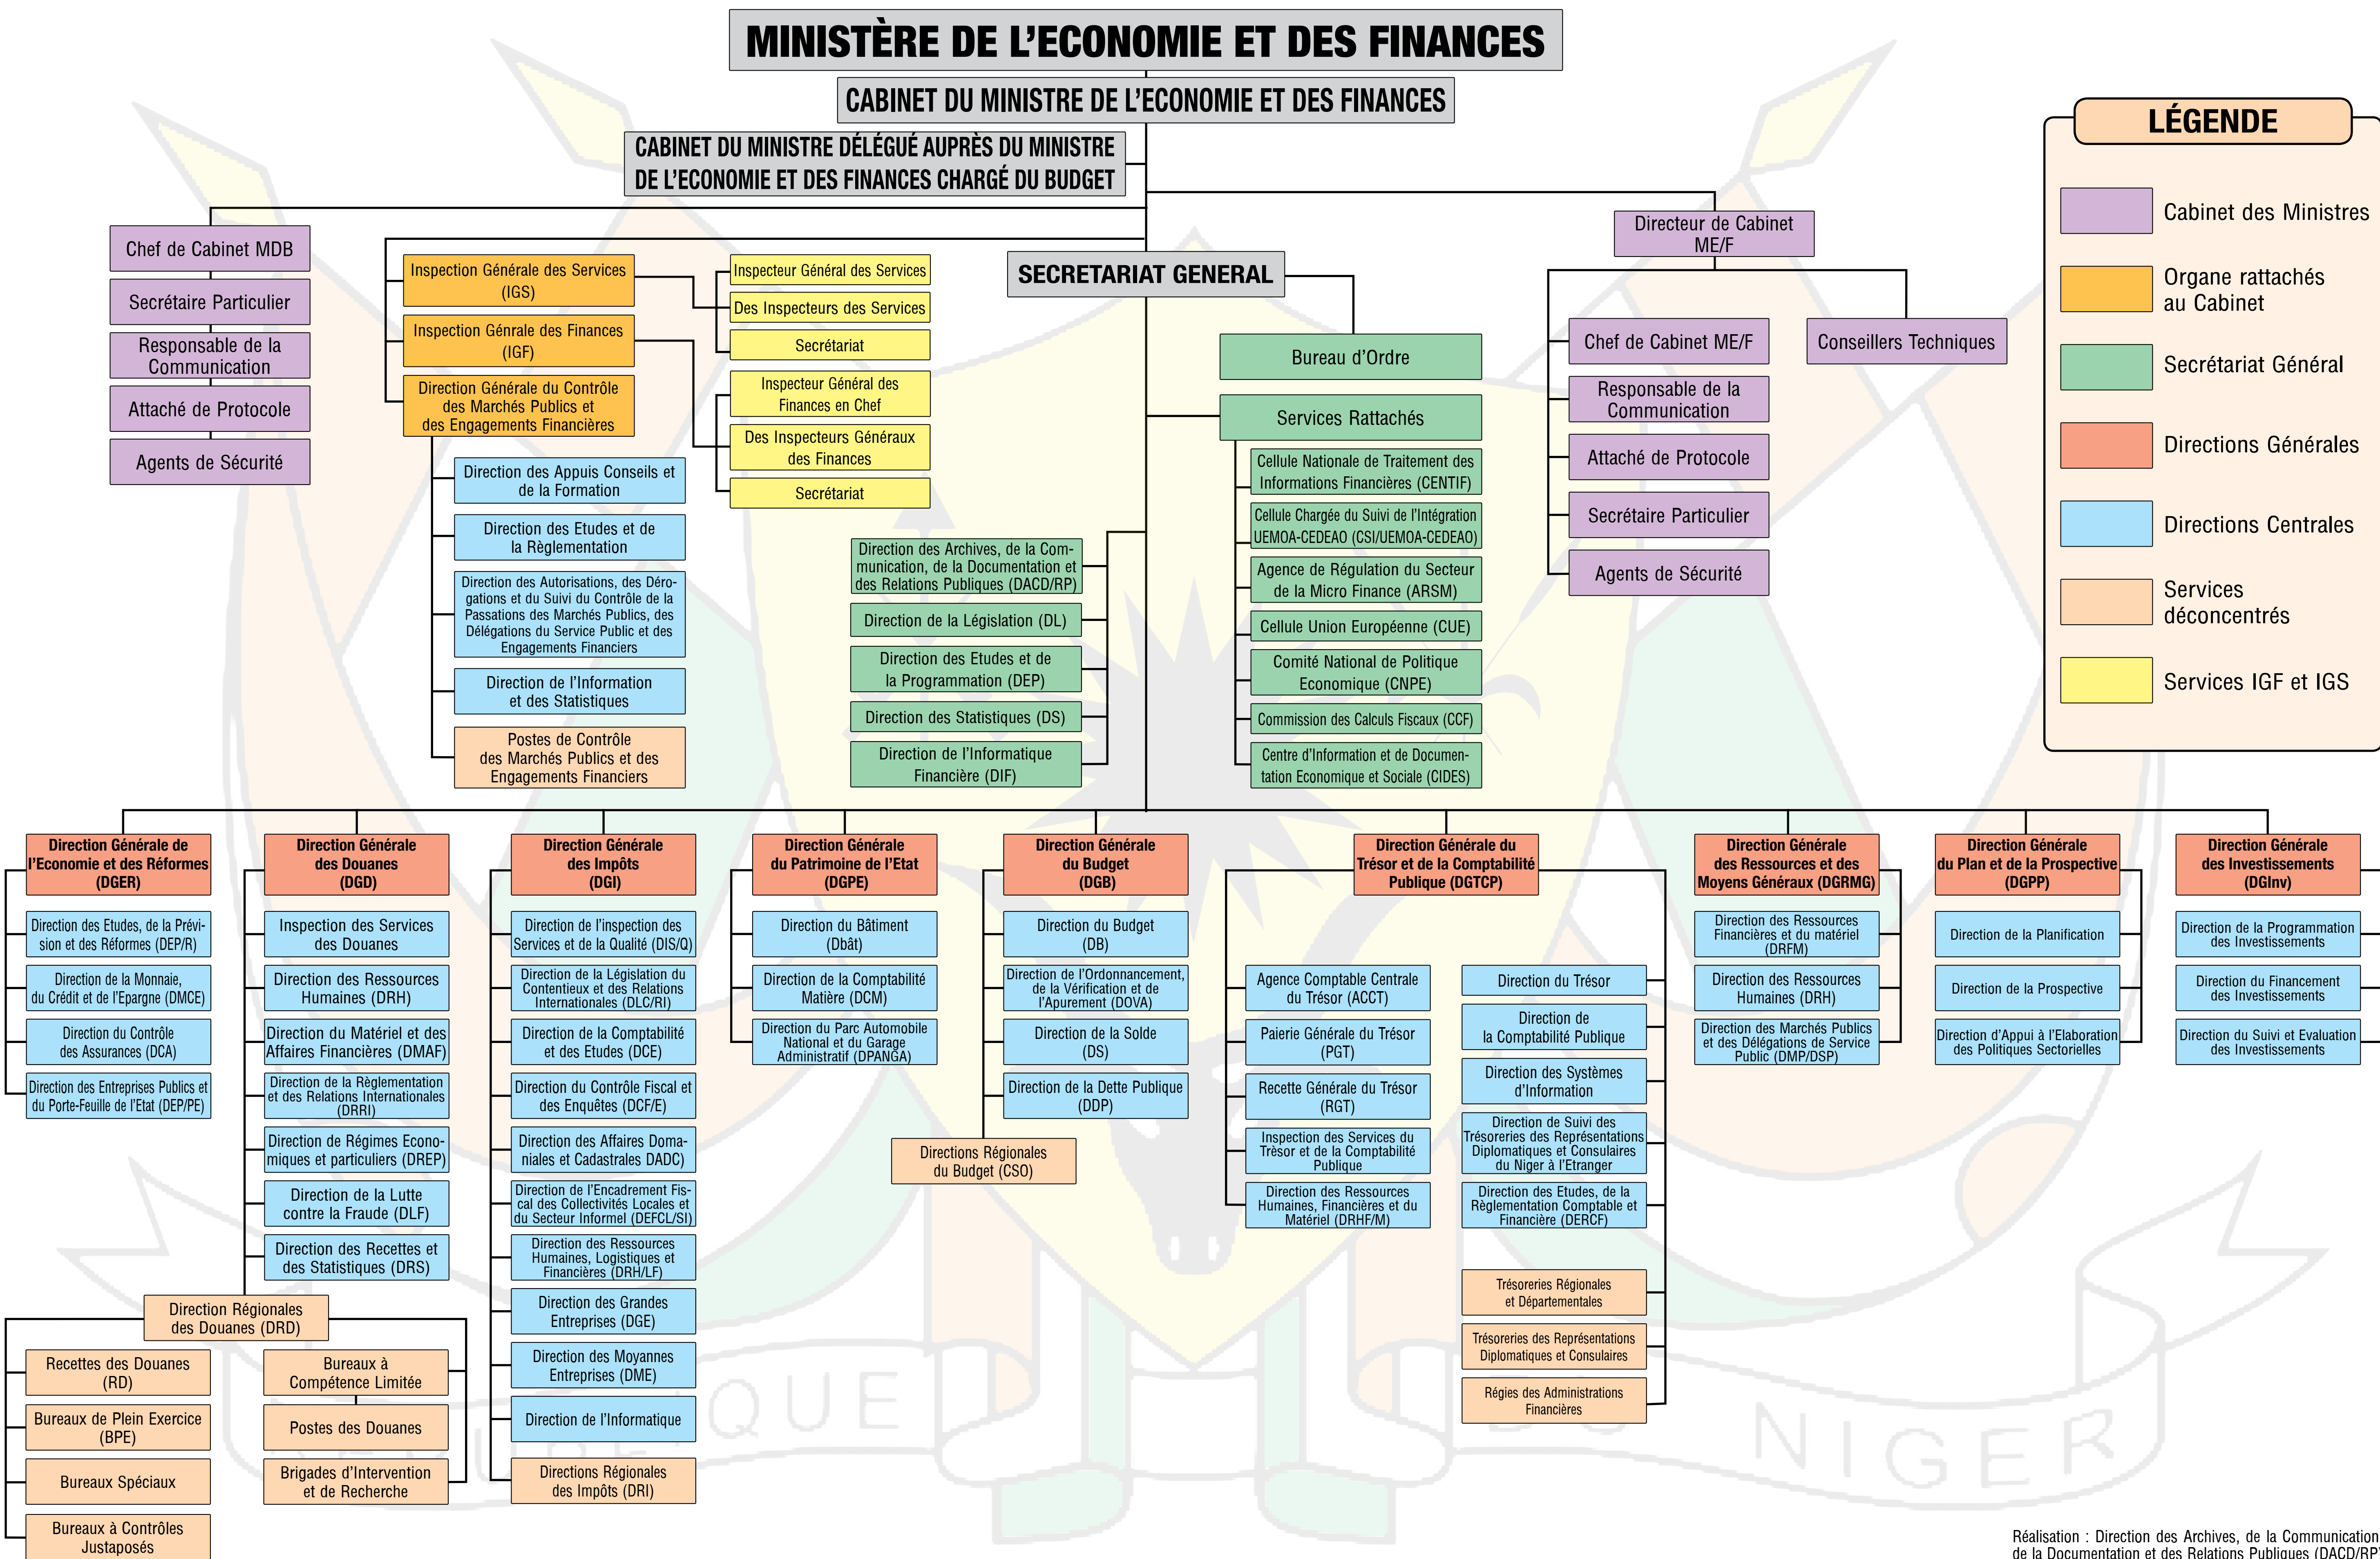 MINISTÈRE DE L'ECONOMIE ET DES FINANCES
CABINET DU MINISTRE DE L'ECONOMIE ET DES FINANCES
CABINET DU MINISTRE DÉLÉGUÉ AUPRÈS DU MINISTRE
DE L'ECONOMIE ET DES FINANCES CHARGÉ DU BUDGET
Chef de Cabinet MDB
Secrétaire Particulier
Responsable de la
Communication
Attaché de Protocole
Agents de Sécurité
Inspection Générale des Services
(IGS)
Inspection Génrale des Finances
(IGF)
Direction Générale du Contrôle
des Marchés Publics et
des Engagements Financières
Inspecteur Général des Services
Des Inspecteurs des Services
Secrétariat
Inspecteur Général des
Finances en Chef
Des Inspecteurs Généraux
des Finances
Secrétariat
Direction des Appuis Conseils et
de la Formation
Direction des Etudes et de
la Règlementation
Direction des Autorisations, des Déro-
gations et du Suivi du Contrôle de la
Passations des Marchés Publics, des
Délégations du Service Public et des
Engagements Financiers
Direction de l'Information
et des Statistiques
Postes de Contrôle
des Marchés Publics et des
Engagements Financiers
SECRETARIAT GENERAL
Bureau d'Ordre
Services Rattachés
Cellule Nationale de Traitement des
Informations Financières (CENTIF)
Cellule Chargée du Suivi de l'Intégration
UEMOA-CEDEAO (CSI/UEMOA-CEDEAO)
Agence de Régulation du Secteur
de la Micro Finance (ARSM)
Cellule Union Européenne (CUE)
Comité National de Politique
Economique (CNPE)
Commission des Calculs Fiscaux (CCF)
Centre d'Information et de Documen-
tation Economique et Sociale (CIDES)
Direction des Archives, de la Com-
munication, de la Documentation et
des Relations Publiques (DACD/RP)
Direction de la Législation (DL)
Direction des Etudes et de
la Programmation (DEP)
Direction des Statistiques (DS)
Direction de l'Informatique
Financière (DIF)
Directeur de Cabinet
ME/F
Chef de Cabinet ME/F
Responsable de la
Communication
Attaché de Protocole
Secrétaire Particulier
Agents de Sécurité
Conseillers Techniques
LÉGENDE
Cabinet des Ministres
Organe rattachés
au Cabinet
Secrétariat Général
Directions Générales
Directions Centrales
Services
déconcentrés
Services IGF et IGS
Direction Générale de
l'Economie et des Réformes
(DGER)
Direction des Etudes, de la Prévi-
sion et des Réformes (DEP/R)
Direction de la Monnaie,
du Crédit et de l'Epargne (DMCE)
Direction du Contrôle
des Assurances (DCA)
Direction des Entreprises Publics et
du Porte-Feuille de l'Etat (DEP/PE)
Direction Générale
des Douanes
(DGD)
Inspection des Services
des Douanes
Direction des Ressources
Humaines (DRH)
Direction du Matériel et des
Affaires Financières (DMAF)
Direction de la Règlementation
et des Relations Internationales
(DRRI)
Direction de Régimes Econo-
miques et particuliers (DREP)
Direction de la Lutte
contre la Fraude (DLF)
Direction des Recettes et
des Statistiques (DRS)
Direction Régionales
des Douanes (DRD)
Recettes des Douanes
(RD)
Bureaux de Plein Exercice
(BPE)
Bureaux Spéciaux
Bureaux à Contrôles
Justaposés
Bureaux à
Compétence Limitée
Postes des Douanes
Brigades d'Intervention
et de Recherche
Direction Générale
des Impôts
(DGI)
Direction de l'inspection des
Services et de la Qualité (DIS/Q)
Direction de la Législation du
Contentieux et des Relations
Internationales (DLC/RI)
Direction de la Comptabilité
et des Etudes (DCE)
Direction du Contrôle Fiscal et
des Enquêtes (DCF/E)
Direction des Affaires Doma-
niales et Cadastrales DADC)
Direction de l'Encadrement Fis-
cal des Collectivités Locales et
du Secteur Informel (DEFCL/SI)
Direction des Ressources
Humaines, Logistiques et
Financières (DRH/LF)
Direction des Grandes
Entreprises (DGE)
Direction des Moyannes
Entreprises (DME)
Direction de l'Informatique
Directions Régionales
des Impôts (DRI)
Direction Générale
du Patrimoine de l'Etat
(DGPE)
Direction du Bâtiment
(Dbât)
Direction de la Comptabilité
Matière (DCM)
Direction du Parc Automobile
National et du Garage
Administratif (DPANGA)
Direction Générale
du Budget
(DGB)
Direction du Budget
(DB)
Direction de l'Ordonnancement,
de la Vérification et de
l'Apurement (DOVA)
Direction de la Solde
(DS)
Direction de la Dette Publique
(DDP)
Directions Régionales
du Budget (CSO)
Direction Générale du
Trésor et de la Comptabilité
Publique (DGTCP)
Agence Comptable Centrale
du Trésor (ACCT)
Paierie Générale du Trésor
(PGT)
Recette Générale du Trésor
(RGT)
Inspection des Services du
Trèsor et de la Comptabilité
Publique
Direction des Ressources
Humaines, Financières et du
Matériel (DRHF/M)
Direction du Trésor
Direction de
la Comptabilité Publique
Direction des Systèmes
d'Information
Direction de Suivi des
Trésoreries des Représentations
Diplomatiques et Consulaires
du Niger à l'Etranger
Direction des Etudes, de la
Règlementation Comptable et
Financière (DERCF)
Trésoreries Régionales
et Départementales
Trésoreries des Représentations
Diplomatiques et Consulaires
Régies des Administrations
Financières
Direction Générale
des Ressources et des
Moyens Généraux (DGRMG)
Direction des Ressources
Financières et du matériel
(DRFM)
Direction des Ressources
Humaines (DRH)
Direction des Marchés Publics
et des Délégations de Service
Public (DMP/DSP)
Direction Générale
du Plan et de la Prospective
(DGPP)
Direction de la Planification
Direction de la Prospective
Direction d'Appui à l'Elaboration
des Politiques Sectorielles
Direction Générale
des Investissements
(DGInv)
Direction de la Programmation
des Investissements
Direction du Financement
des Investissements
Direction du Suivi et Evaluation
des Investissements
DU NIGER
Réalisation : Direction des Archives, de la Communication
de la Documentation et des Relations Publiques (DACD/RP)